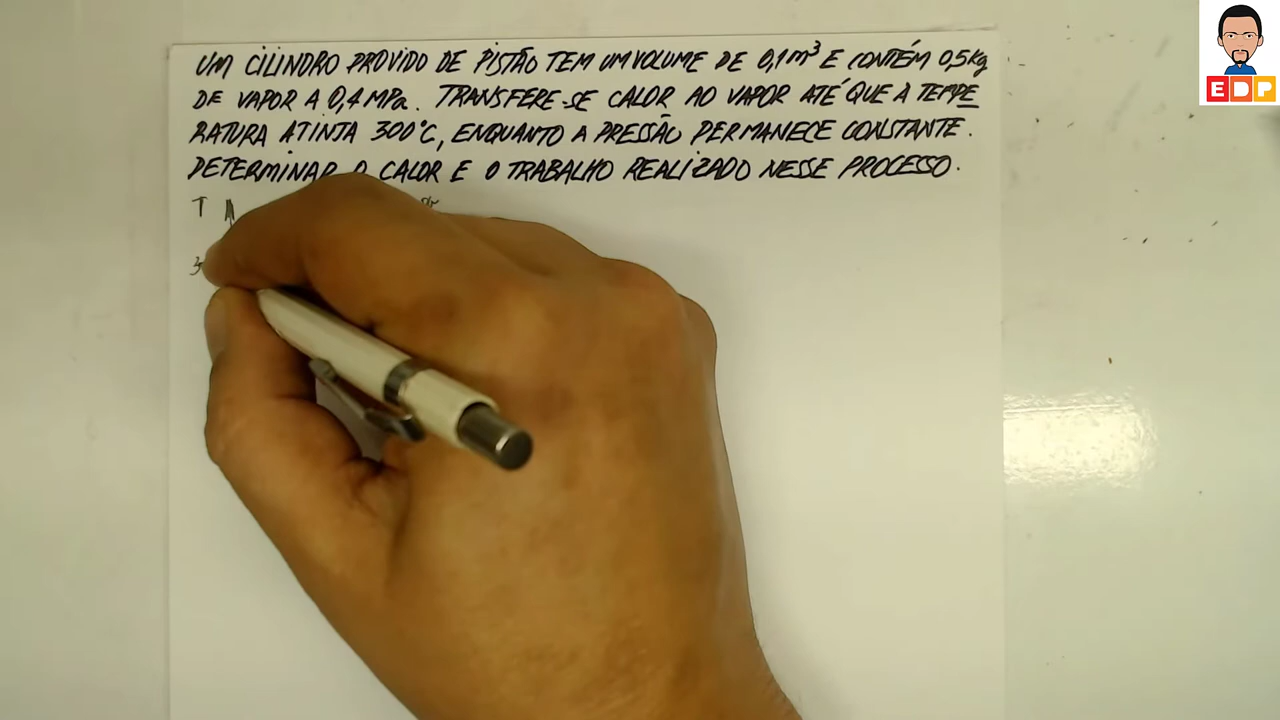 UM CILINDRO PROVIDO DE PISTÃO TEM UM VOLUME DE 0,1m³ E CONTÉM 0,5kg
DE VAPOR A 0,4 MPa. TRANSFERE-SE CALOR AO VAPOR ATÉ QUE A TEMPE
RATURA ATINJA 300°C, ENQUANTO A PRESSÃO PERMANECE CONSTANTE.
DETERMINAR O CALOR E O TRABALHO REALIZADO NESSE PROCESSO.
T
3
EDP